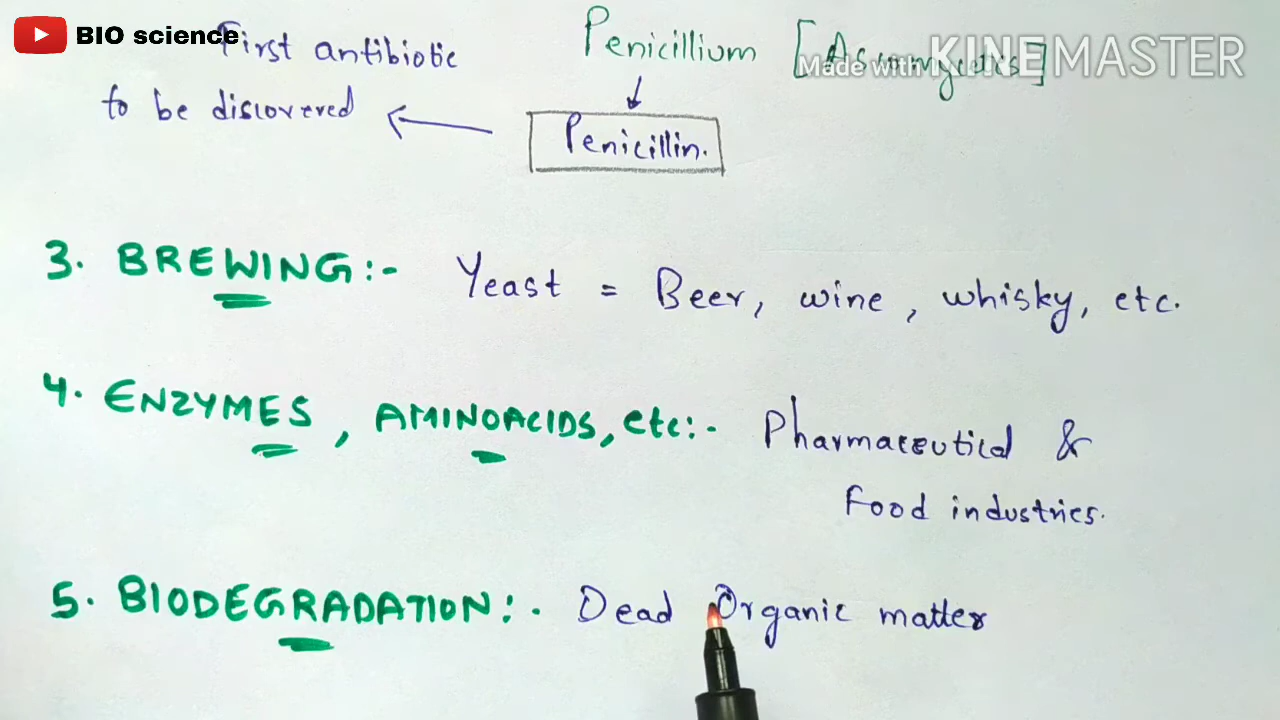 BIO science
First antibiotic
to be discovered
Penicillium [Ascomycetis]
Made with KINEMASTER
Penicillin.
3. BREWING:- Yeast = Beer, wine, whisky, etc.
4. ENZYMES, AMINOACIDS, etc:- Pharmaceutical &
Food industries.
5. BIODEGRADATION:- Dead Organic matter